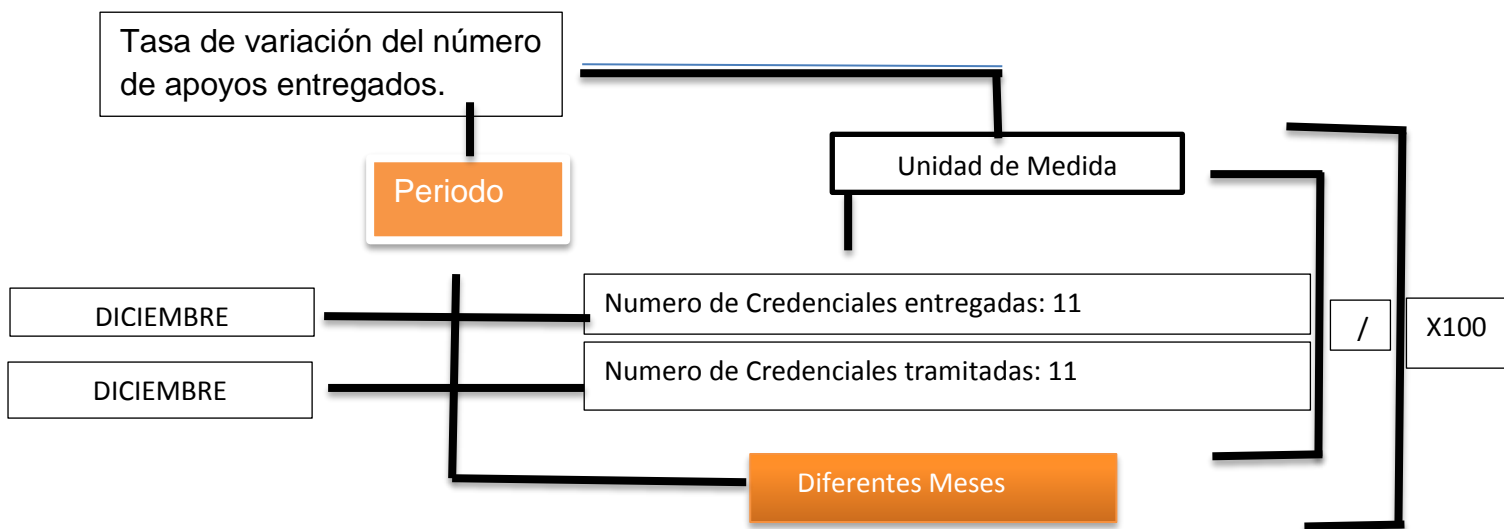 Tasa de variación del número
de apoyos entregados.
Unidad de Medida
Periodo
DICIEMBRE
Numero de Credenciales entregadas: 11
/
X100
DICIEMBRE
Numero de Credenciales tramitadas: 11
Diferentes Meses